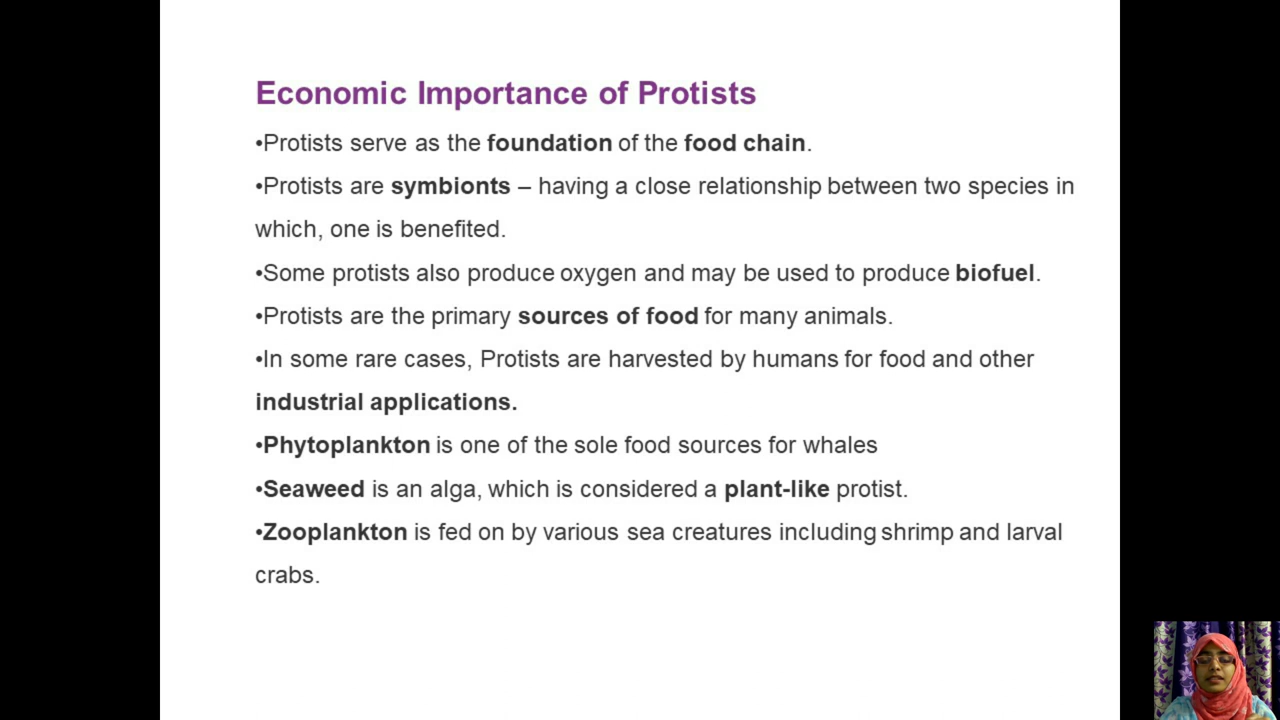 Economic Importance of Protists
•Protists serve as the foundation of the food chain.
•Protists are symbionts – having a close relationship between two species in
which, one is benefited.
•Some protists also produce oxygen and may be used to produce biofuel.
•Protists are the primary sources of food for many animals.
•In some rare cases, Protists are harvested by humans for food and other
industrial applications.
•Phytoplankton is one of the sole food sources for whales
•Seaweed is an alga, which is considered a plant-like protist.
•Zooplankton is fed on by various sea creatures including shrimp and larval
crabs.